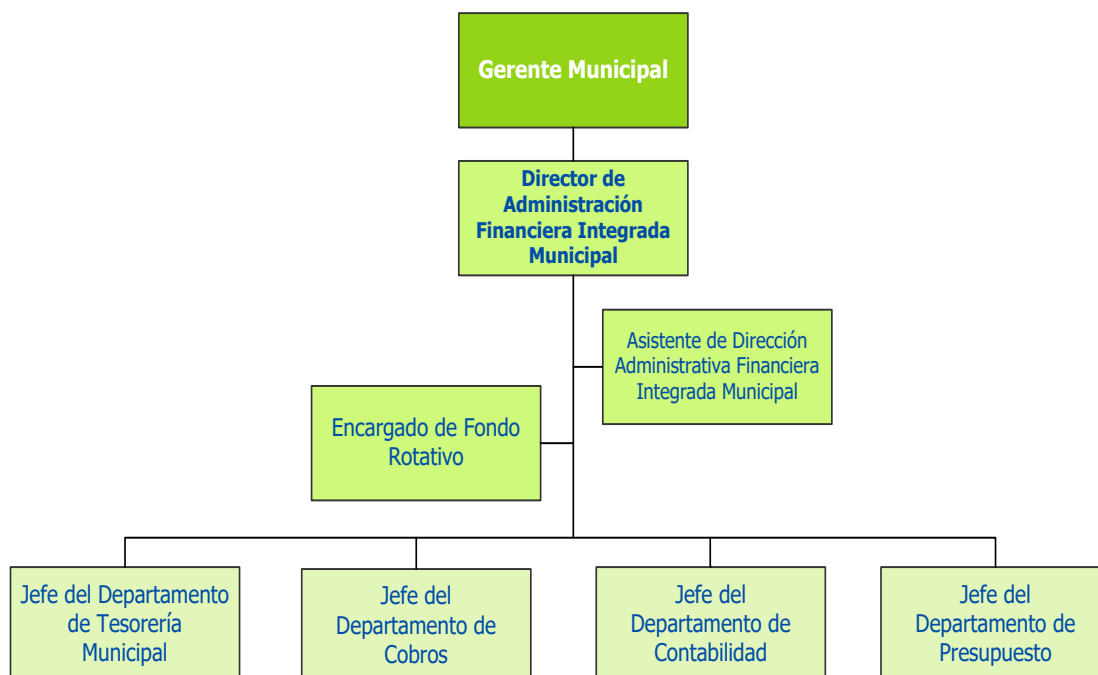 Gerente Municipal
Director de
Administración
Financiera Integrada
Municipal
Asistente de Dirección
Administrativa Financiera
Integrada Municipal
Encargado de Fondo
Rotativo
Jefe del Departamento
de Tesorería
Municipal
Jefe del
Departamento de
Cobros
Jefe del
Departamento de
Contabilidad
Jefe del
Departamento de
Presupuesto